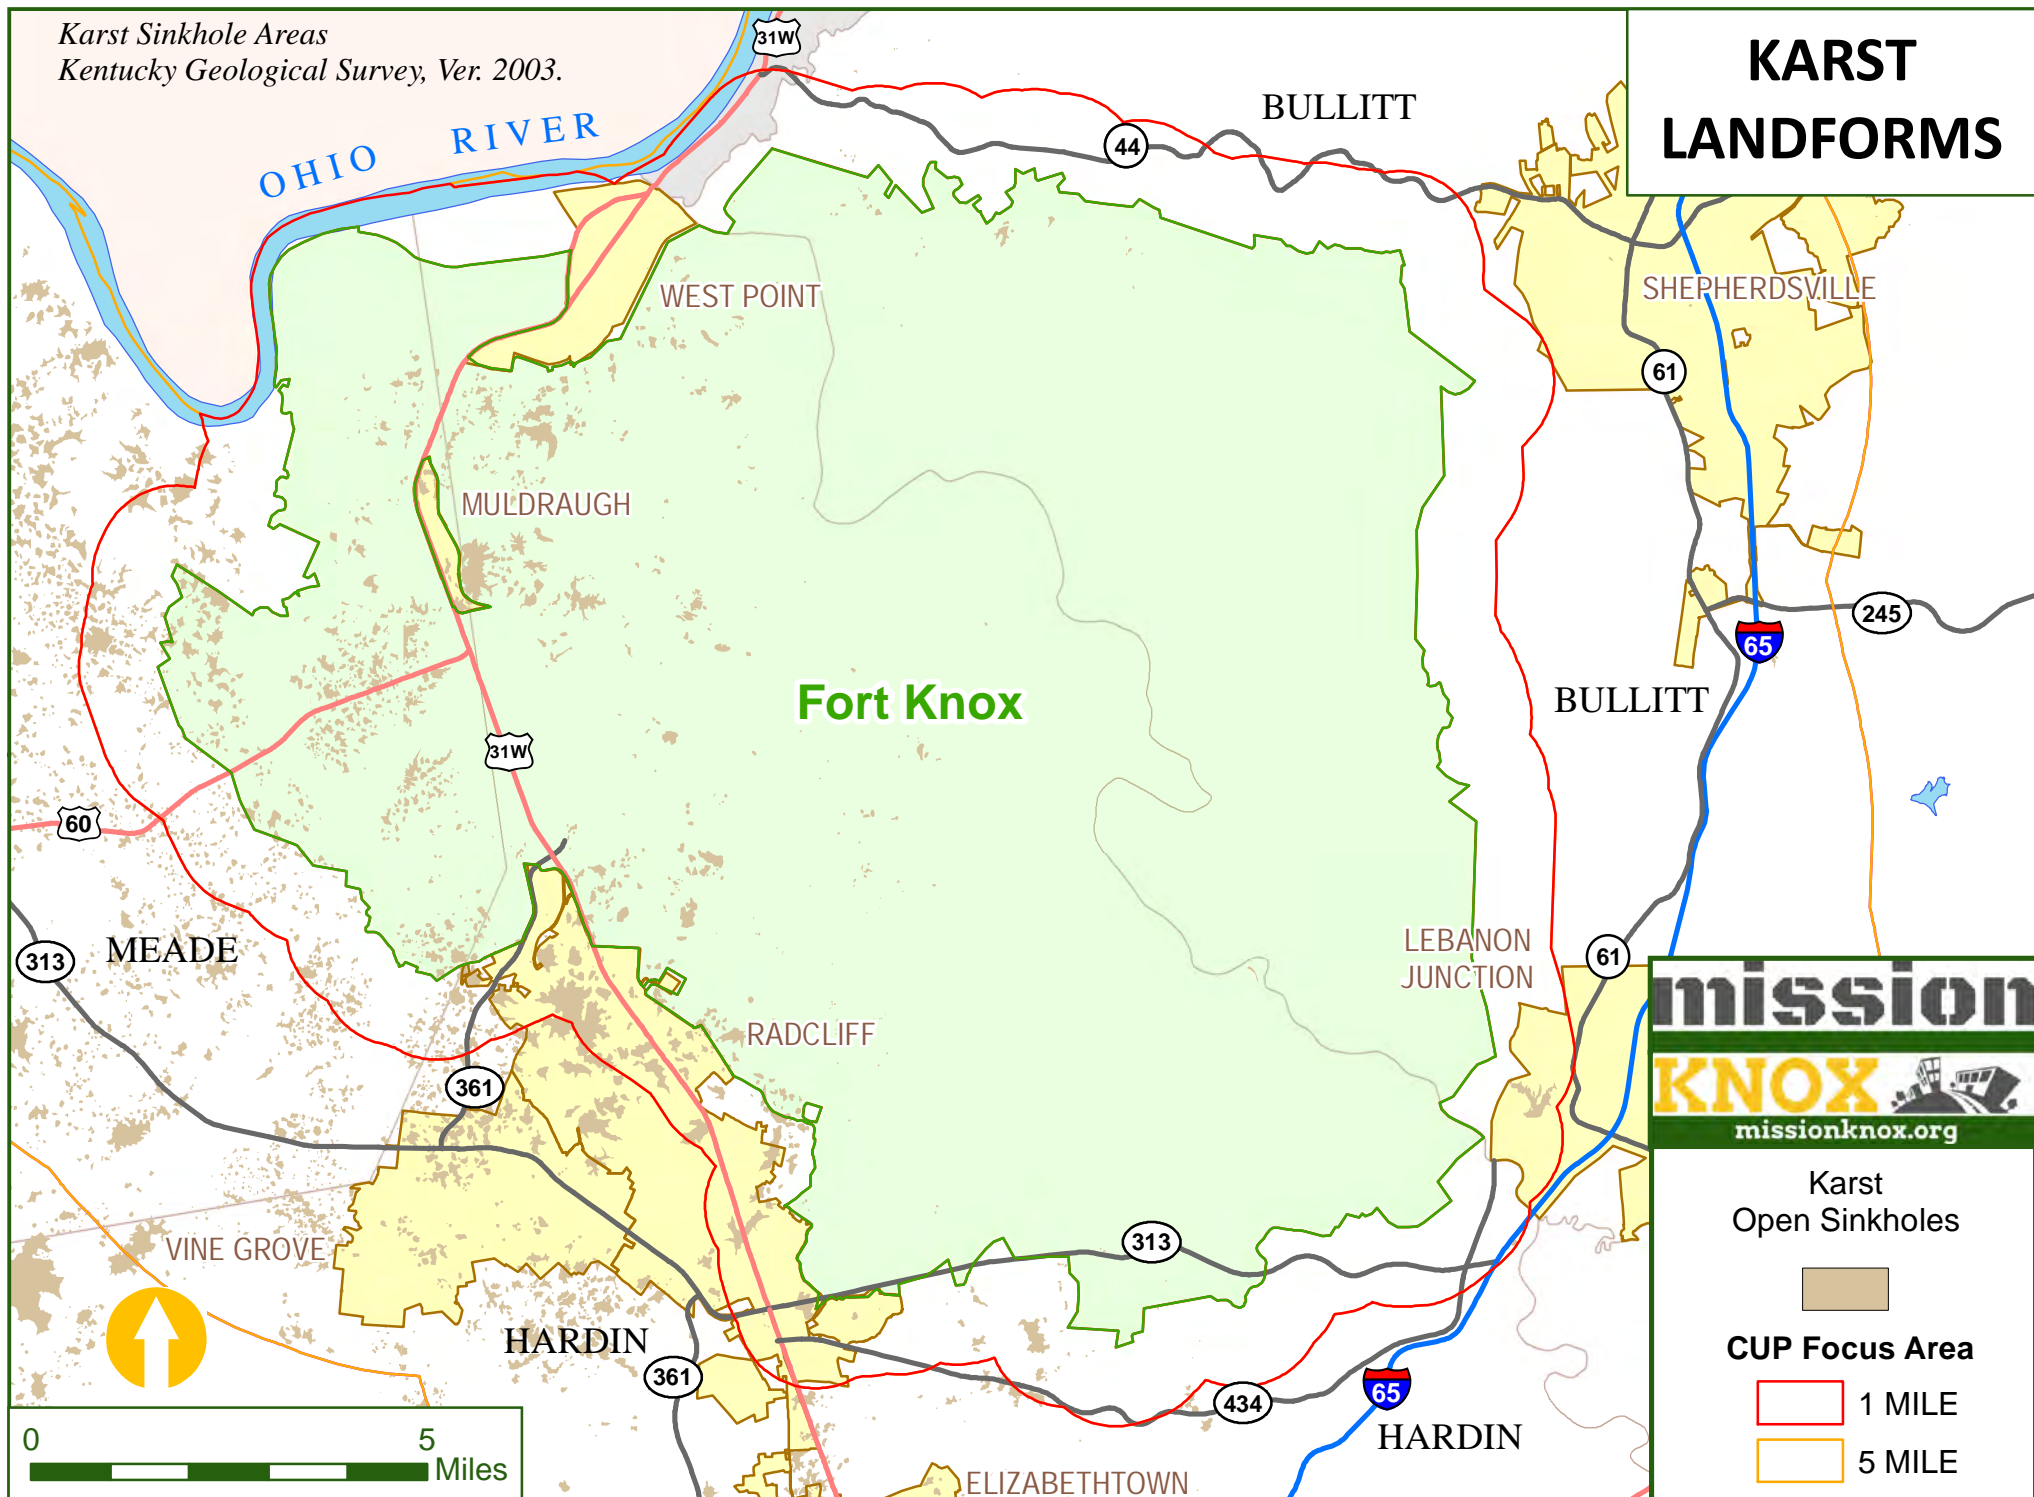 Karst Sinkhole Areas
Kentucky Geological Survey, Ver. 2003.
KARST
LANDFORMS
31W
BULLITT
44
OHIO RIVER
WEST POINT
SHEPHERDSVILLE
61
MULDRAUGH
245
65
Fort Knox
BULLITT
31W
60
MEADE
313
LEBANON
JUNCTION
61
RADCLIFF
361
mission
KNOX
missionknox.org
VINE GROVE
313
HARDIN
361
434
65
HARDIN
ELIZABETHTOWN
Karst
Open Sinkholes
CUP Focus Area
1 MILE
5 MILE
0 5
Miles